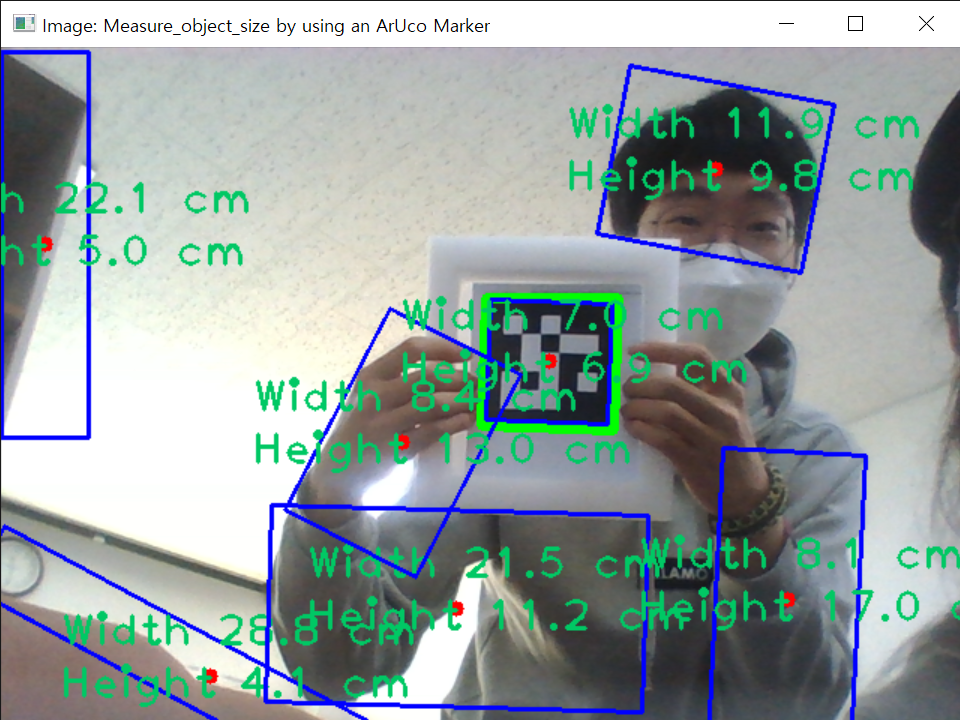 Image: Measure_object_size by using an ArUco Marker
Width 11.9 cm
Height 9.8 cm
h 22.1 cm
ht 5.0 cm
Width 7.0 cm
Height 6.9 cm
Width 8.4 cm
Height 13.0 cm
Width 21.5 cm
Height 11.2 cm
Width 8.1 cm
Height 17.0 c
LAMO
Width 28.8 cm
Height 4.1 cm